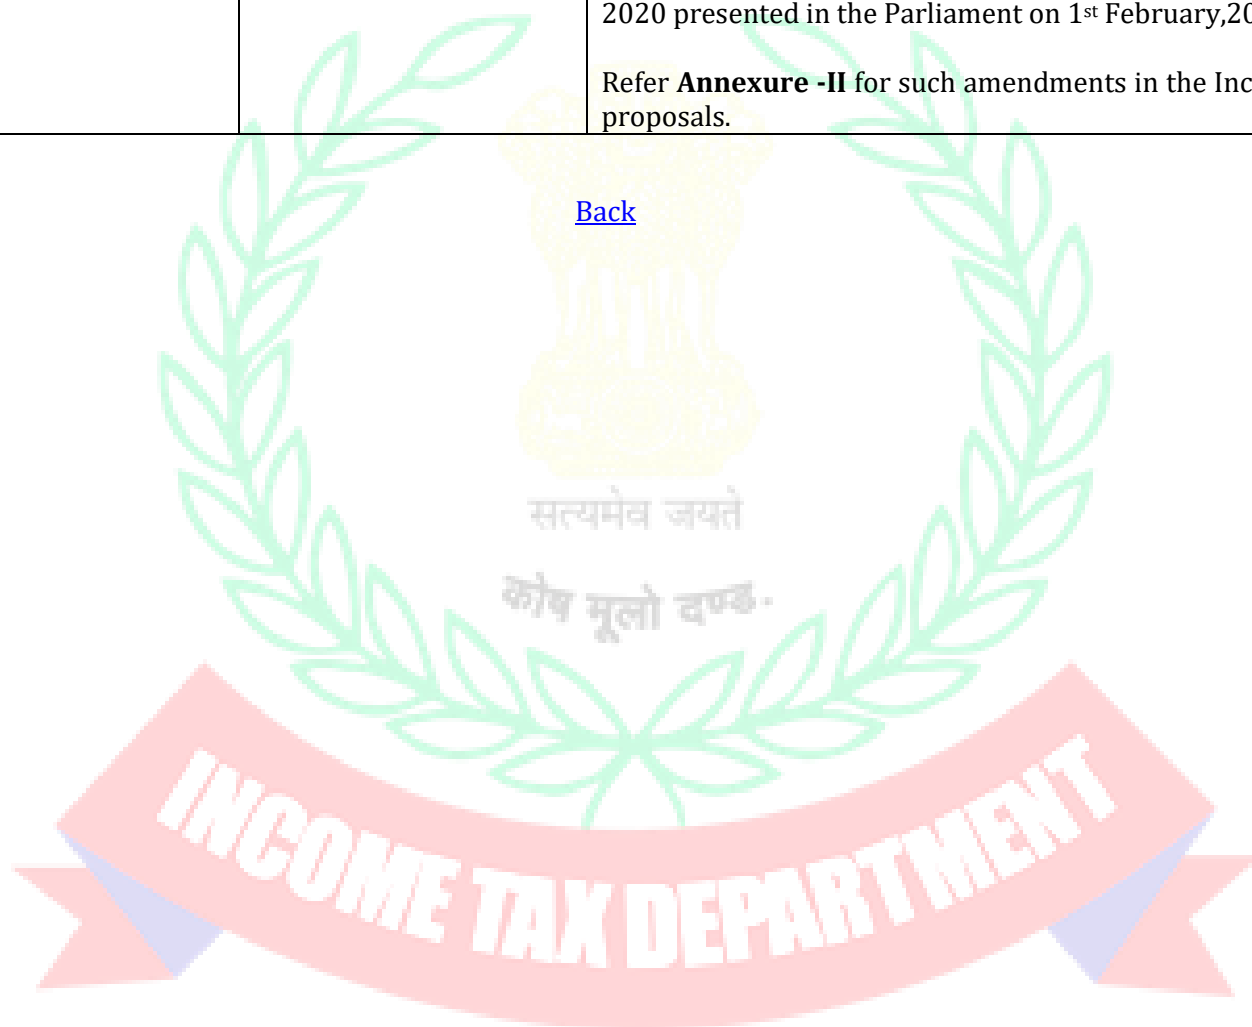 2020 presented in the Parliament on 1st February,20
Refer Annexure -II for such amendments in the Inc
proposals.
Back
सत्यमेव जयते
कोष मूलो दण्ड.
INCOME TAX DEPARTMENT